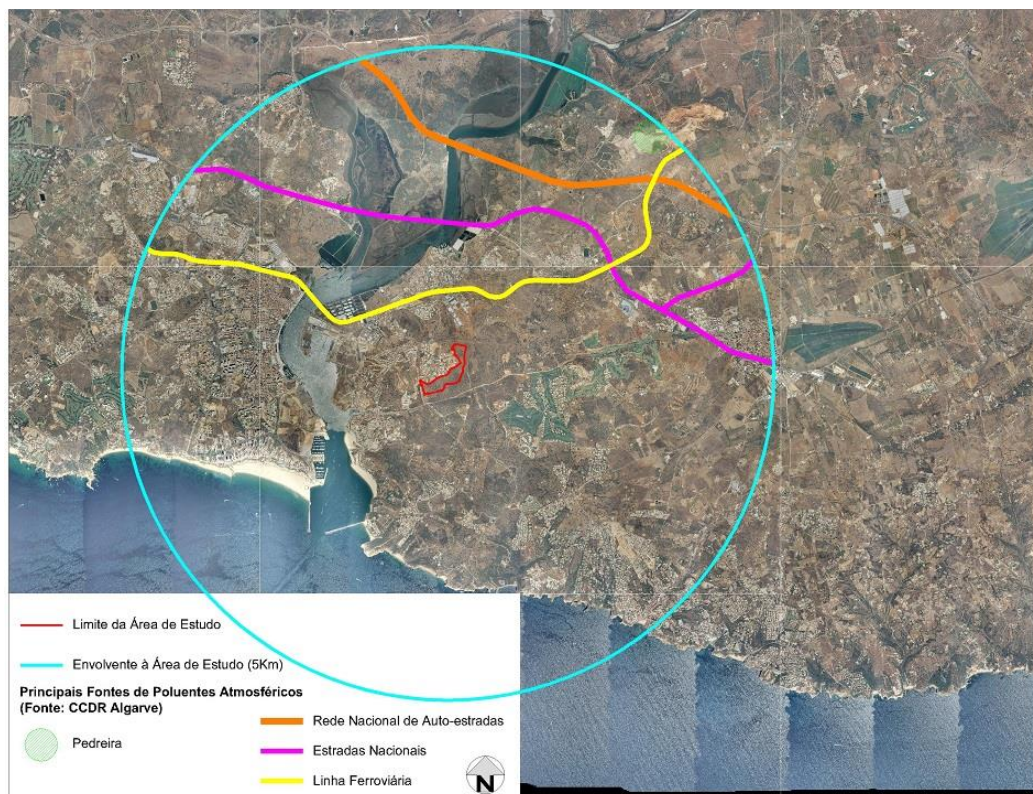 Limite da Área de Estudo
Envolvente à Área de Estudo (5Km)
Principais Fontes de Poluentes Atmosféricos
(Fonte: CCDR Algarve)
Pedreira
Rede Nacional de Auto-estradas
Estradas Nacionais
Linha Ferroviária
N